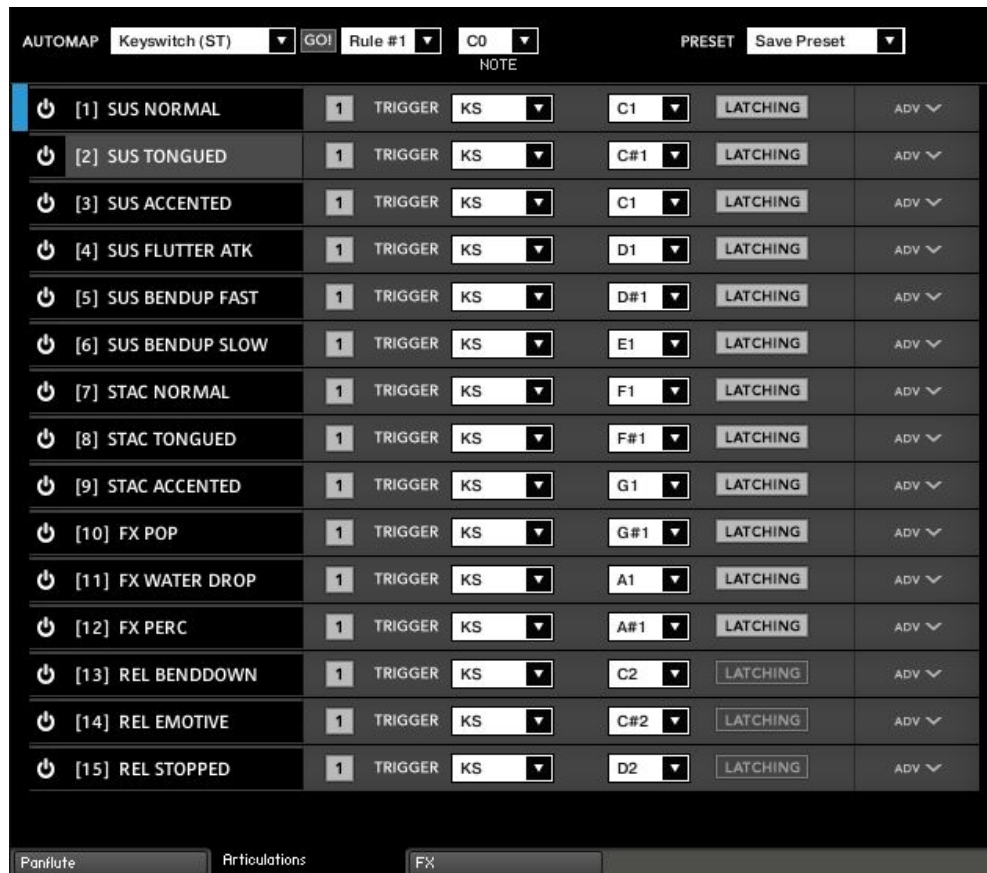 AUTOMAP Keyswitch (ST) GO! Rule #1 C0 PRESET Save Preset
NOTE
[1] SUS NORMAL 1 TRIGGER KS C1 LATCHING ADV
[2] SUS TONGUED 1 TRIGGER KS C#1 LATCHING ADV
[3] SUS ACCENTED 1 TRIGGER KS C1 LATCHING ADV
[4] SUS FLUTTER ATK 1 TRIGGER KS D1 LATCHING ADV
[5] SUS BENDUP FAST 1 TRIGGER KS D#1 LATCHING ADV
[6] SUS BENDUP SLOW 1 TRIGGER KS E1 LATCHING ADV
[7] STAC NORMAL 1 TRIGGER KS F1 LATCHING ADV
[8] STAC TONGUED 1 TRIGGER KS F#1 LATCHING ADV
[9] STAC ACCENTED 1 TRIGGER KS G1 LATCHING ADV
[10] FX POP 1 TRIGGER KS G#1 LATCHING ADV
[11] FX WATER DROP 1 TRIGGER KS A1 LATCHING ADV
[12] FX PERC 1 TRIGGER KS A#1 LATCHING ADV
[13] REL BENDDOWN 1 TRIGGER KS C2 LATCHING ADV
[14] REL EMOTIVE 1 TRIGGER KS C#2 LATCHING ADV
[15] REL STOPPED 1 TRIGGER KS D2 LATCHING ADV
Panflute Articulations FX